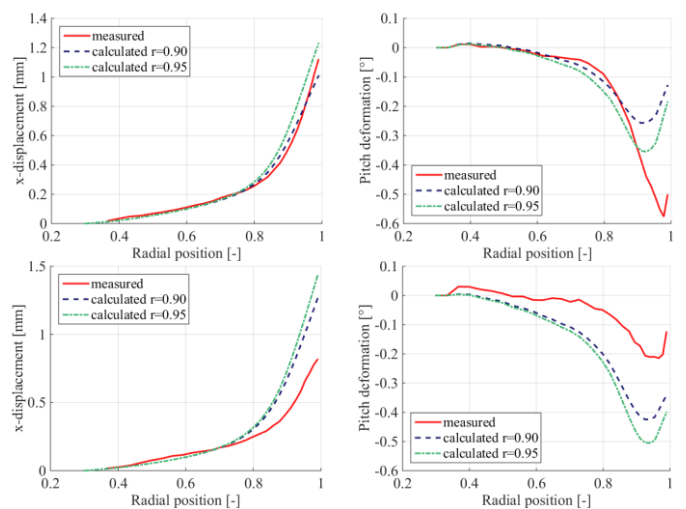 1.4
1.2
1
0.8
0.6
0.4
0.2
0
x-displacement [mm]
measured
calculated r=0.90
calculated r=0.95
0.2 0.4 0.6 0.8 1
Radial position [-]
0.1
0
-0.1
-0.2
-0.3
-0.4
-0.5
-0.6
Pitch deformation [°]
measured
calculated r=0.90
calculated r=0.95
0.2 0.4 0.6 0.8 1
Radial position [-]
1.5
1
0.5
0
x-displacement [mm]
measured
calculated r=0.90
calculated r=0.95
0.2 0.4 0.6 0.8 1
Radial position [-]
0.1
0
-0.1
-0.2
-0.3
-0.4
-0.5
-0.6
Pitch deformation [°]
measured
calculated r=0.90
calculated r=0.95
0.2 0.4 0.6 0.8 1
Radial position [-]